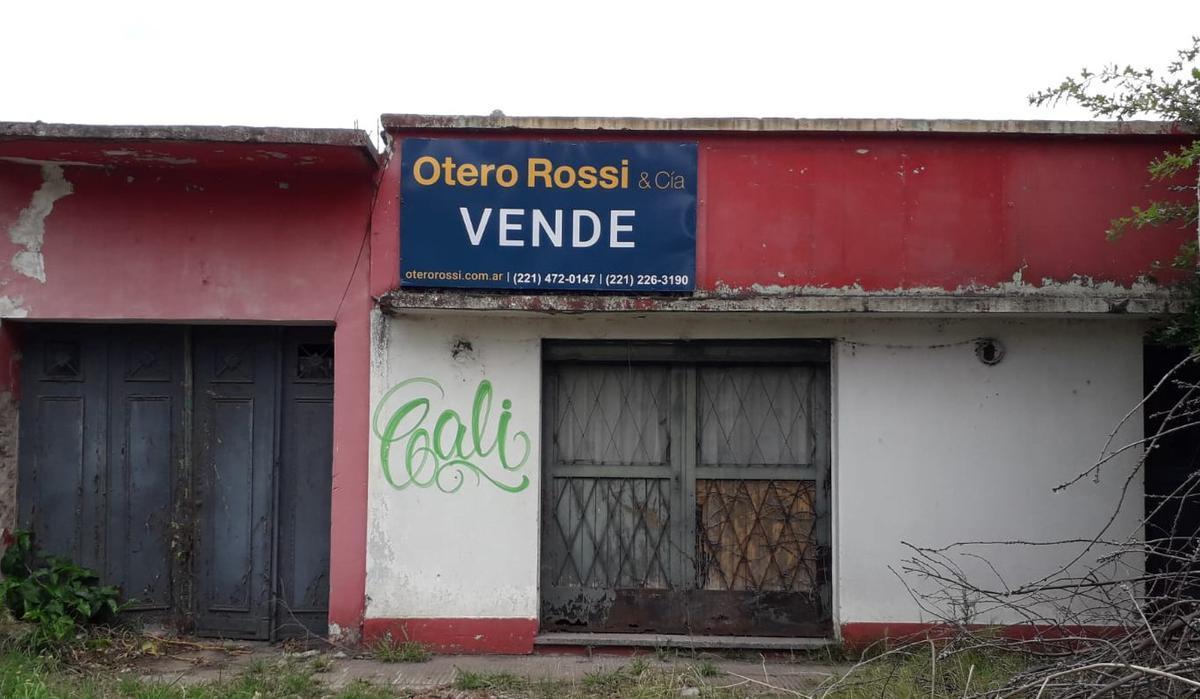 Otero Rossi & Cía
VENDE
oterorossi.com.ar | (221) 472-0147 | (221) 226-3190
Cali